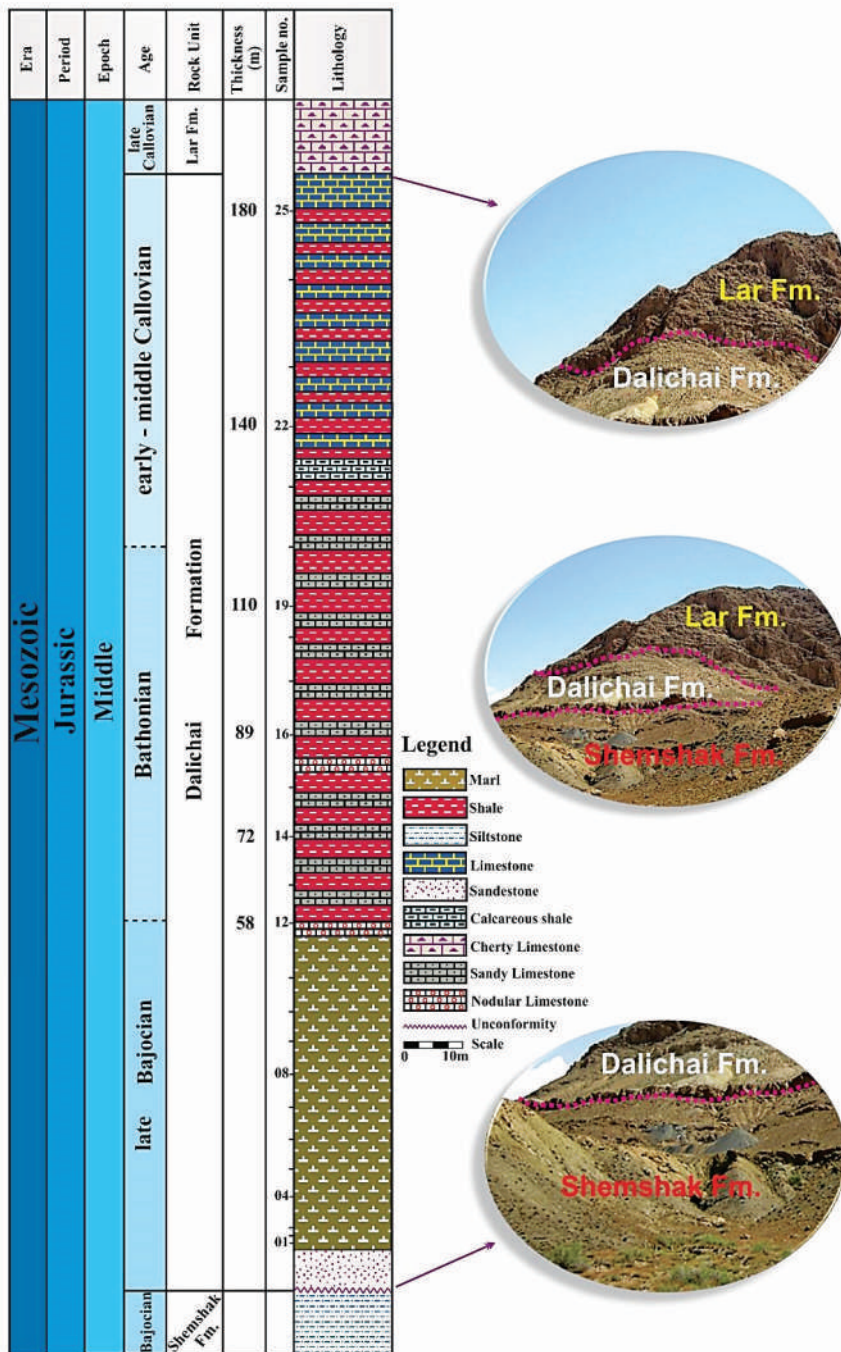 Era
Period
Epoch
Age
Rock Unit
Thickness
(m)
Sample no.
Lithology
Mesozoic
Jurassic
Middle
late
Callovian
early - middle Callovian
Bathonian
late Bajocian
Bajocian
Lar Fm.
Dalichai Formation
Shemshak
Fm.
180
140
110
89
72
58
25
22
19
16
14
12
08
04
01
Lar Fm.
Dalichai Fm.
Lar Fm.
Dalichai Fm.
Shemshak Fm.
Legend
Marl
Shale
Siltstone
Limestone
Sandestone
Calcareous shale
Cherty Limestone
Sandy Limestone
Nodular Limestone
Unconformity
Scale
0 10m
Dalichai Fm.
Shemshak Fm.